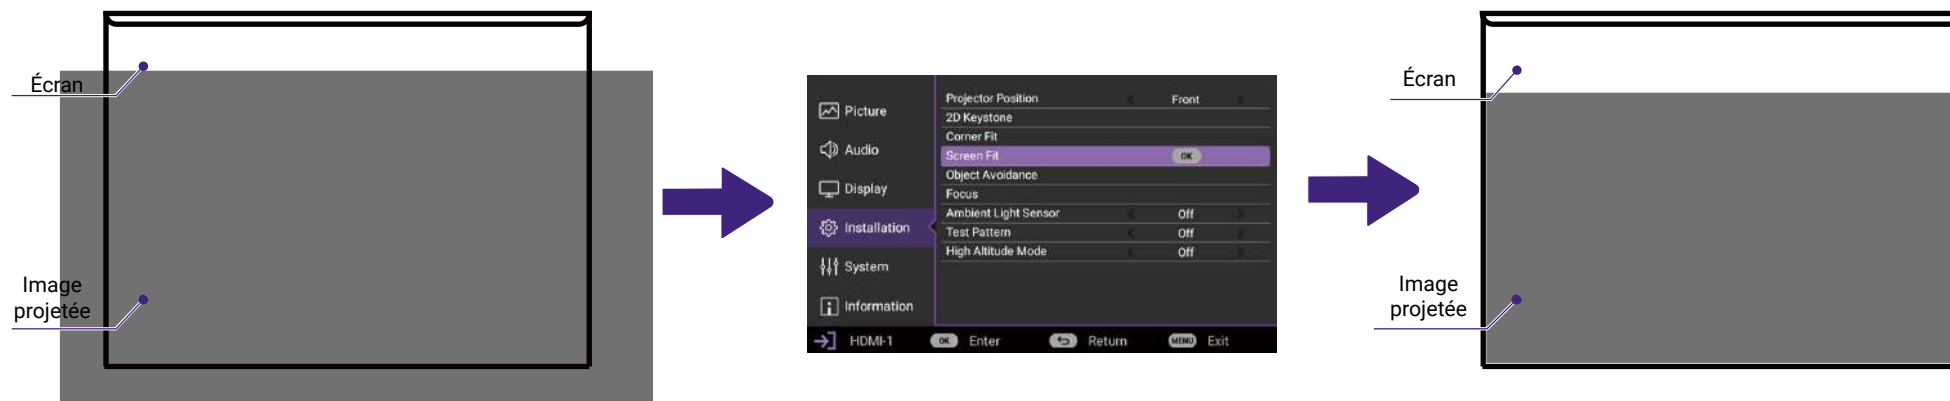 Écran
Image
projetée
Picture
Audio
Display
Installation
System
Information
Projector Position Front
2D Keystone
Corner Fit
Screen Fit OK
Object Avoidance
Focus
Ambient Light Sensor Off
Test Pattern Off
High Altitude Mode Off
HDMI-1 OK Enter Return MENU Exit
Écran
Image
projetée